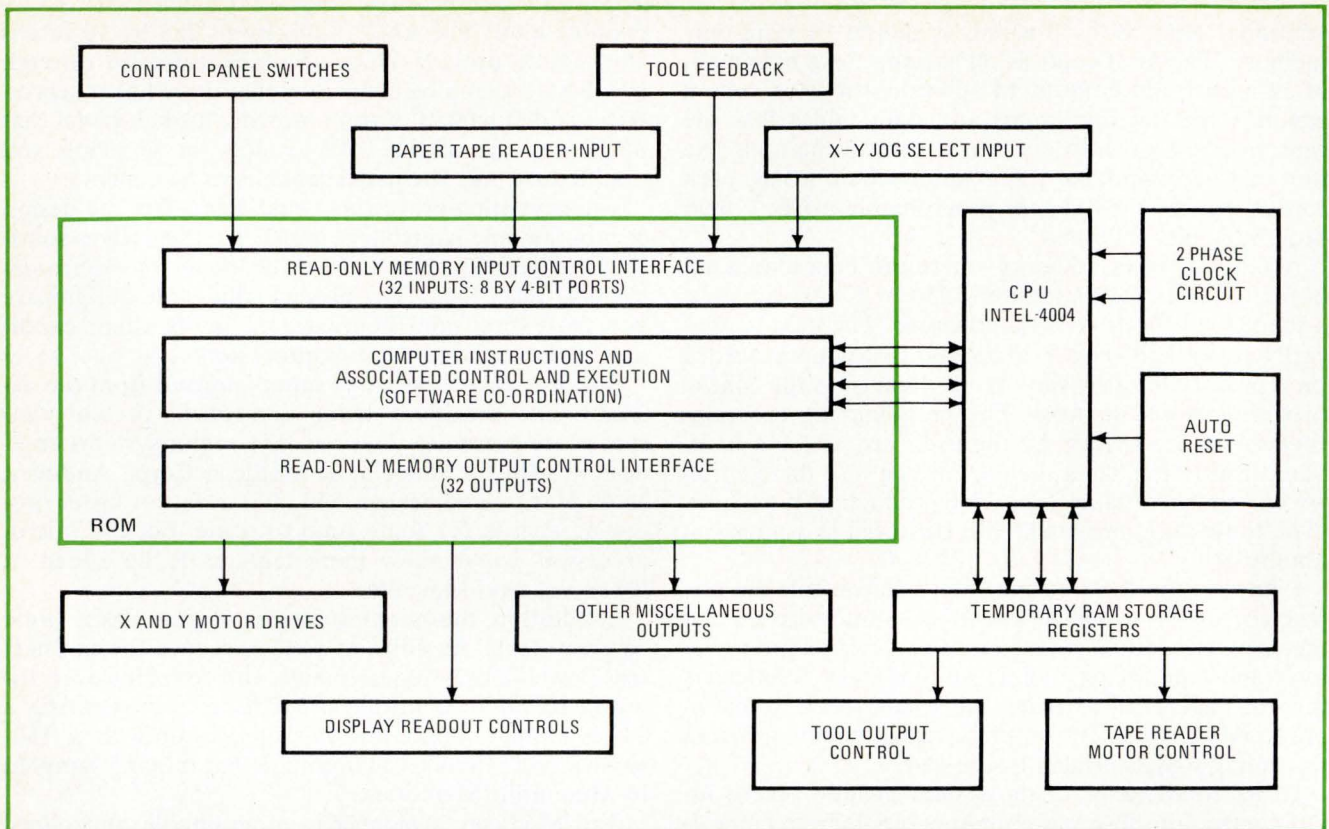 CONTROL PANEL SWITCHES
TOOL FEEDBACK
PAPER TAPE READER-INPUT
X–Y JOG SELECT INPUT
READ-ONLY MEMORY INPUT CONTROL INTERFACE
(32 INPUTS: 8 BY 4-BIT PORTS)
COMPUTER INSTRUCTIONS AND
ASSOCIATED CONTROL AND EXECUTION
(SOFTWARE CO-ORDINATION)
READ-ONLY MEMORY OUTPUT CONTROL INTERFACE
(32 OUTPUTS)
ROM
CPU
INTEL-4004
2 PHASE
CLOCK
CIRCUIT
AUTO
RESET
X AND Y MOTOR DRIVES
OTHER MISCELLANEOUS
OUTPUTS
TEMPORARY RAM STORAGE
REGISTERS
DISPLAY READOUT CONTROLS
TOOL OUTPUT
CONTROL
TAPE READER
MOTOR CONTROL